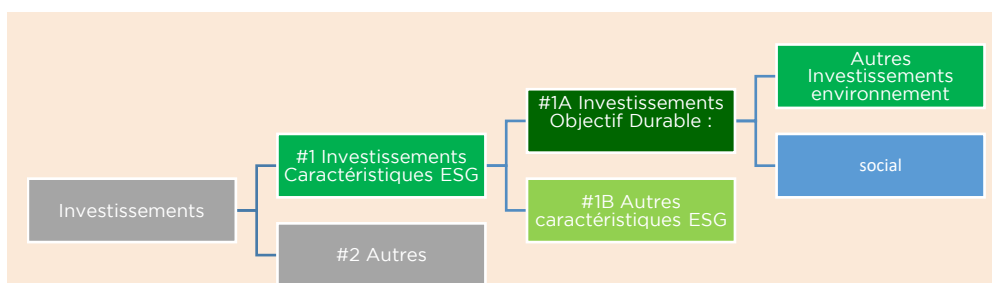 Investissements
#1 Investissements
Caractéristiques ESG
#2 Autres
#1A Investissements
Objectif Durable :
#1B Autres
caractéristiques ESG
Autres
Investissements
environnement
social